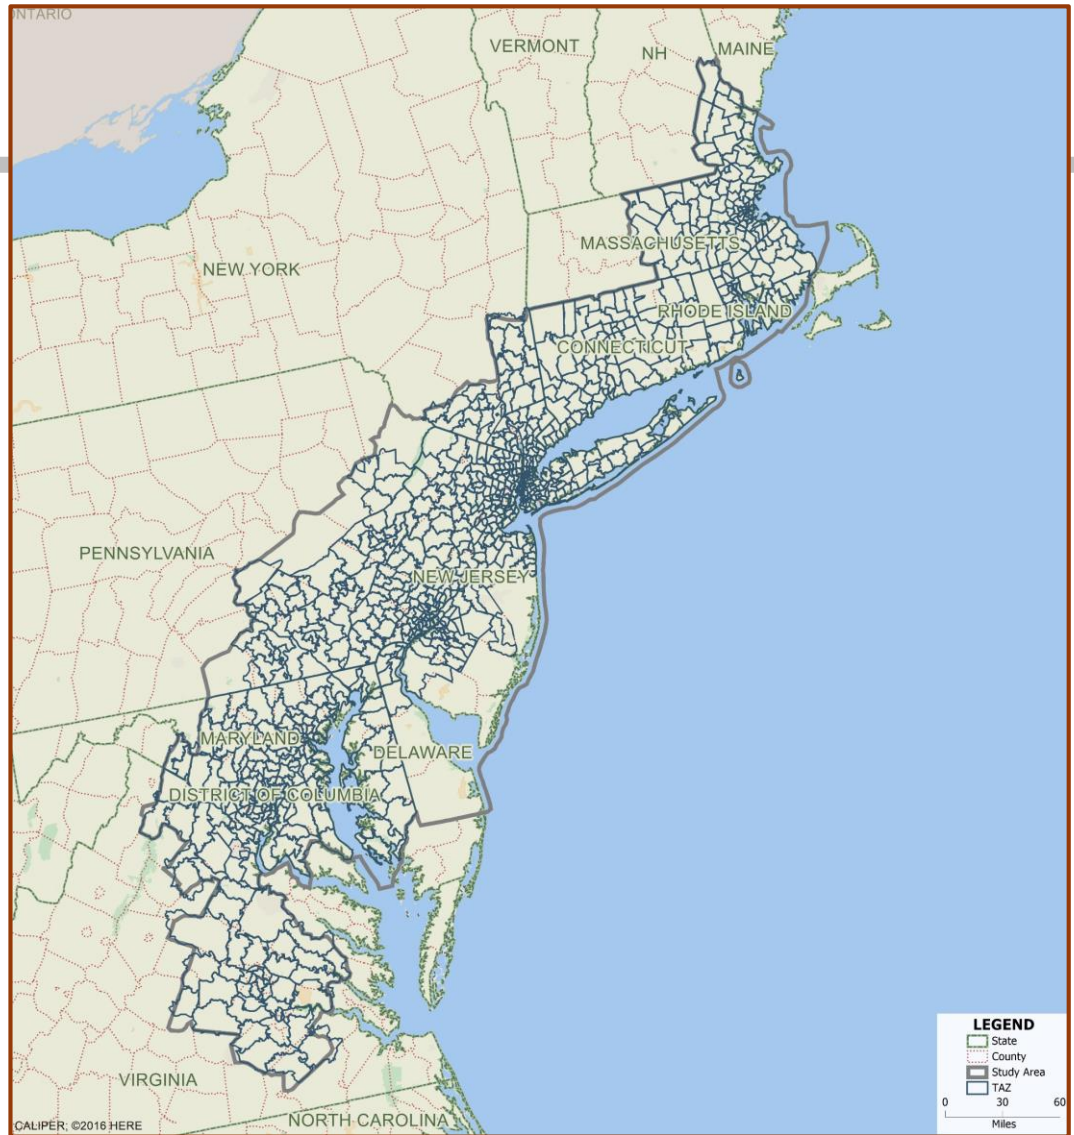 ONTARIO
VERMONT
NH
MAINE
MASSACHUSETTS
NEW YORK
RHODE ISLAND
CONNECTICUT
PENNSYLVANIA
NEW JERSEY
MARYLAND
DELAWARE
DISTRICT OF COLUMBIA
VIRGINIA
NORTH CAROLINA
LEGEND
State
County
Study Area
TAZ
0 30 60
Miles
CALIPER; ©2016 HERE